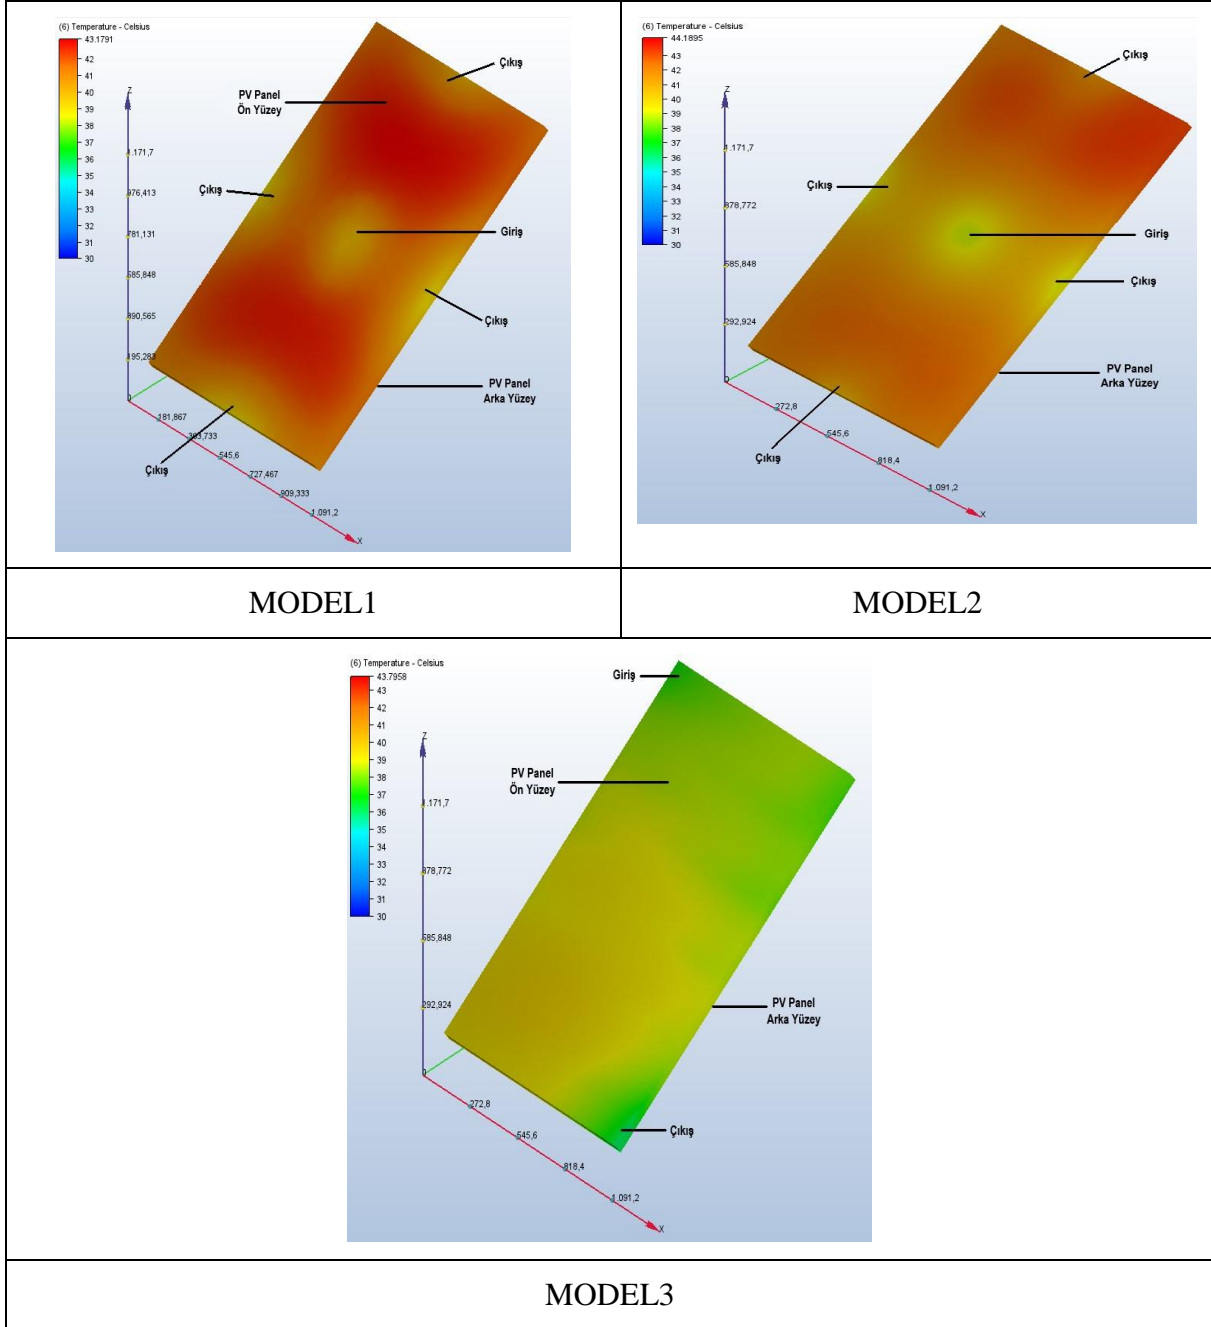 (6) Temperature - Celsius
43.1791
42
41
40
39
38
37
36
35
34
33
32
31
30
Z
1.171,7
976,413
781,131
585,848
390,565
195,283
0
181,867
363,733
545,6
727,467
909,333
1.091,2
X
Çıkış
PV Panel
Ön Yüzey
Çıkış
Giriş
Çıkış
PV Panel
Arka Yüzey
Çıkış
(6) Temperature - Celsius
44.1895
43
42
41
40
39
38
37
36
35
34
33
32
31
30
Z
1.171,7
878,772
585,848
292,924
0
272,8
545,6
818,4
1.091,2
X
Çıkış
Çıkış
Giriş
Çıkış
PV Panel
Arka Yüzey
Çıkış
MODEL1
MODEL2
(6) Temperature - Celsius
43.7958
43
42
41
40
39
38
37
36
35
34
33
32
31
30
Z
1.171,7
878,772
585,848
292,924
0
272,8
545,6
818,4
1.091,2
X
Giriş
PV Panel
Ön Yüzey
PV Panel
Arka Yüzey
Çıkış
MODEL3